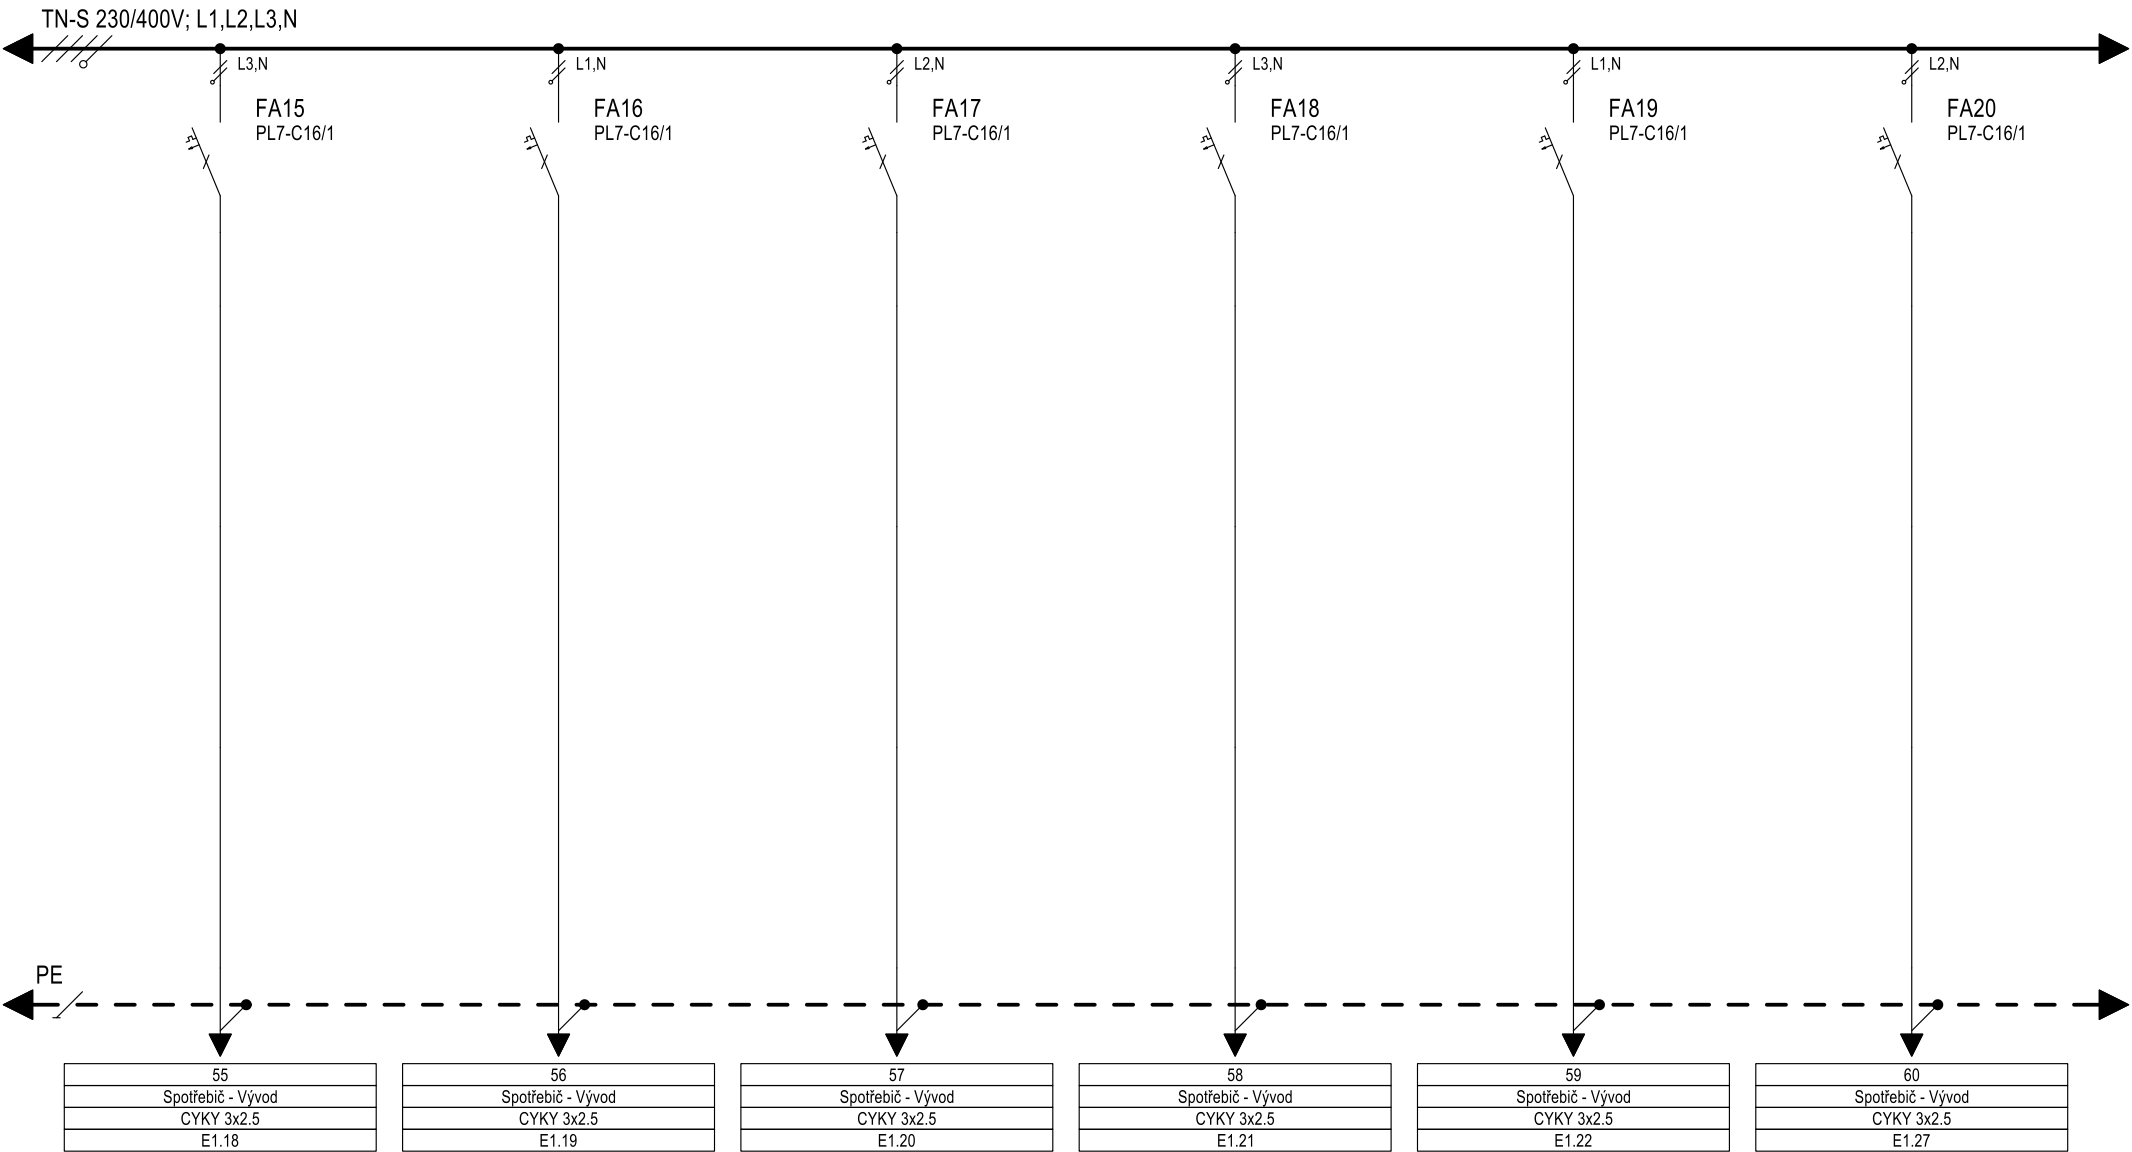 TN-S 230/400V; L1,L2,L3,N
L3,N
L1,N
L2,N
L3,N
L1,N
L2,N
FA15
PL7-C16/1
FA16
PL7-C16/1
FA17
PL7-C16/1
FA18
PL7-C16/1
FA19
PL7-C16/1
FA20
PL7-C16/1
PE
55
Spotřebič - Vývod
CYKY 3x2.5
E1.18
56
Spotřebič - Vývod
CYKY 3x2.5
E1.19
57
Spotřebič - Vývod
CYKY 3x2.5
E1.20
58
Spotřebič - Vývod
CYKY 3x2.5
E1.21
59
Spotřebič - Vývod
CYKY 3x2.5
E1.22
60
Spotřebič - Vývod
CYKY 3x2.5
E1.27